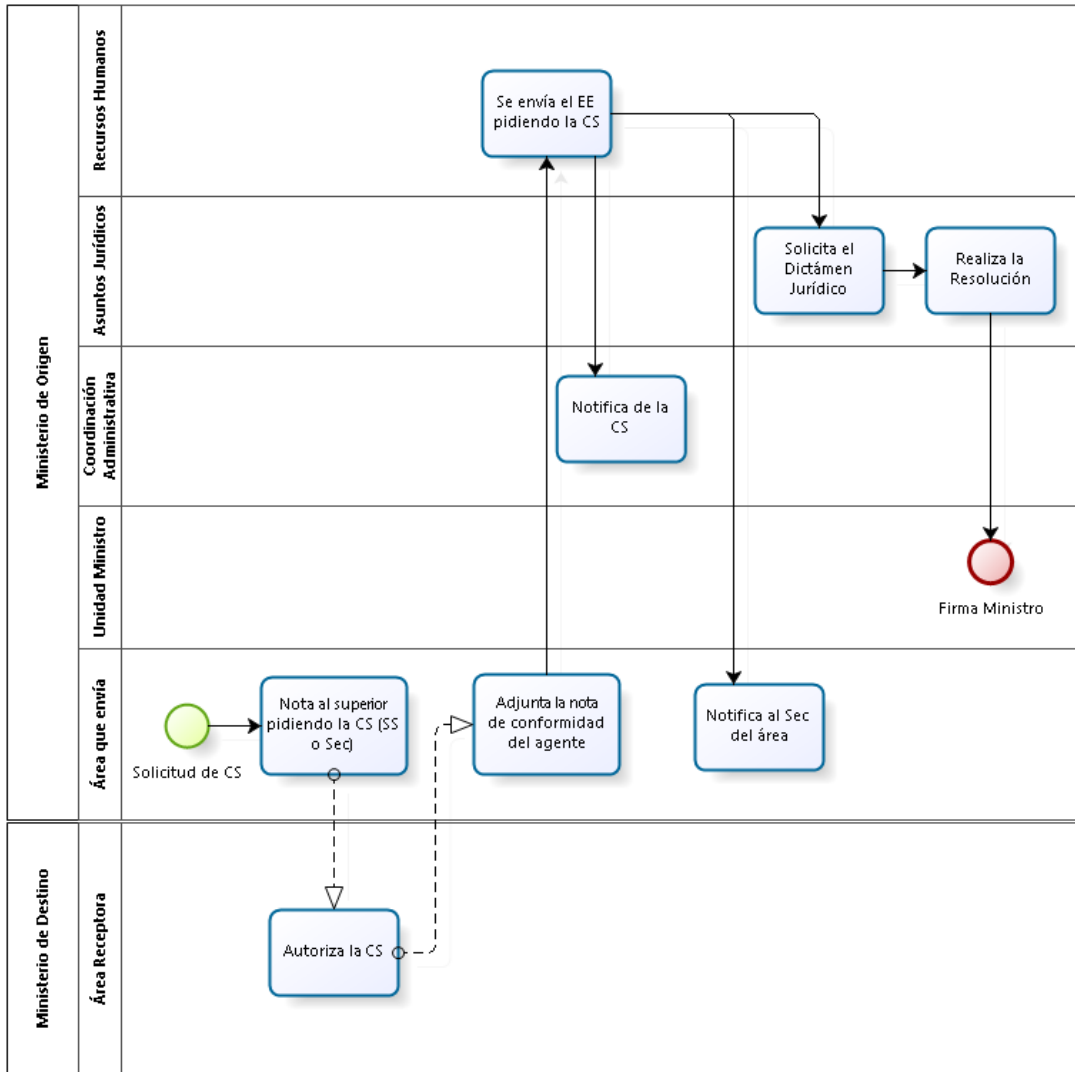 Ministerio de Origen
Recursos Humanos
Se envía el EE
pidiendo la CS
Asuntos Jurídicos
Solicita el
Dictámen
Jurídico
Realiza la
Resolución
Coordinación
Administrativa
Notifica de la
CS
Unidad Ministro
Firma Ministro
Área que envía
Solicitud de CS
Nota al superior
pidiendo la CS (SS
o Sec)
Adjunta la nota
de conformidad
del agente
Notifica al Sec
del área
Ministerio de Destino
Área Receptora
Autoriza la CS